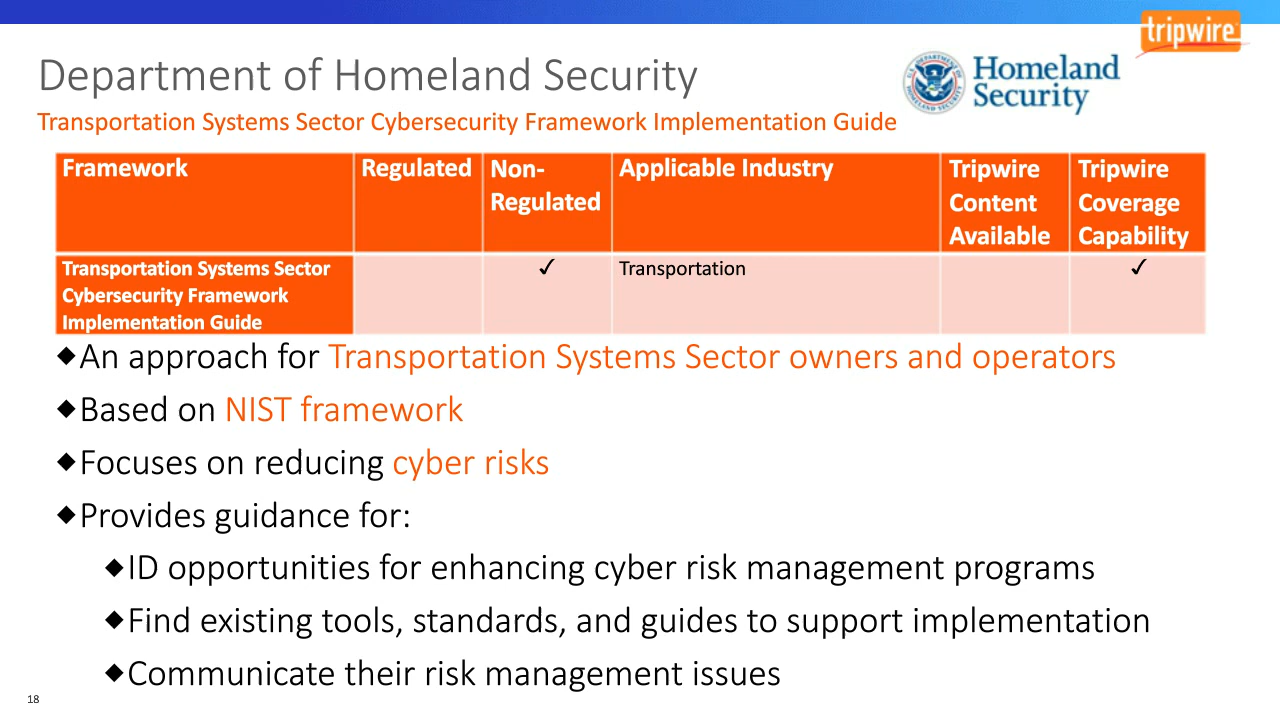 tripwire
Department of Homeland Security
Homeland
Security
Transportation Systems Sector Cybersecurity Framework Implementation Guide
Framework
Regulated
Non-
Regulated
Applicable Industry
Tripwire
Content
Available
Tripwire
Coverage
Capability
Transportation Systems Sector
Cybersecurity Framework
Implementation Guide
✓
Transportation
✓
◆An approach for Transportation Systems Sector owners and operators
◆Based on NIST framework
◆Focuses on reducing cyber risks
◆Provides guidance for:
◆ID opportunities for enhancing cyber risk management programs
◆Find existing tools, standards, and guides to support implementation
◆Communicate their risk management issues
18